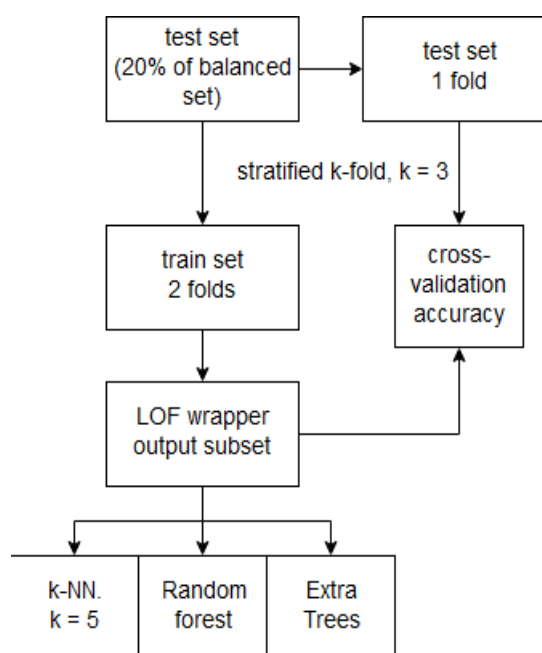 test set
(20% of balanced
set)
test set
1 fold
stratified k-fold, k = 3
train set
2 folds
cross-
validation
accuracy
LOF wrapper
output subset
k-NN.
k = 5
Random
forest
Extra
Trees